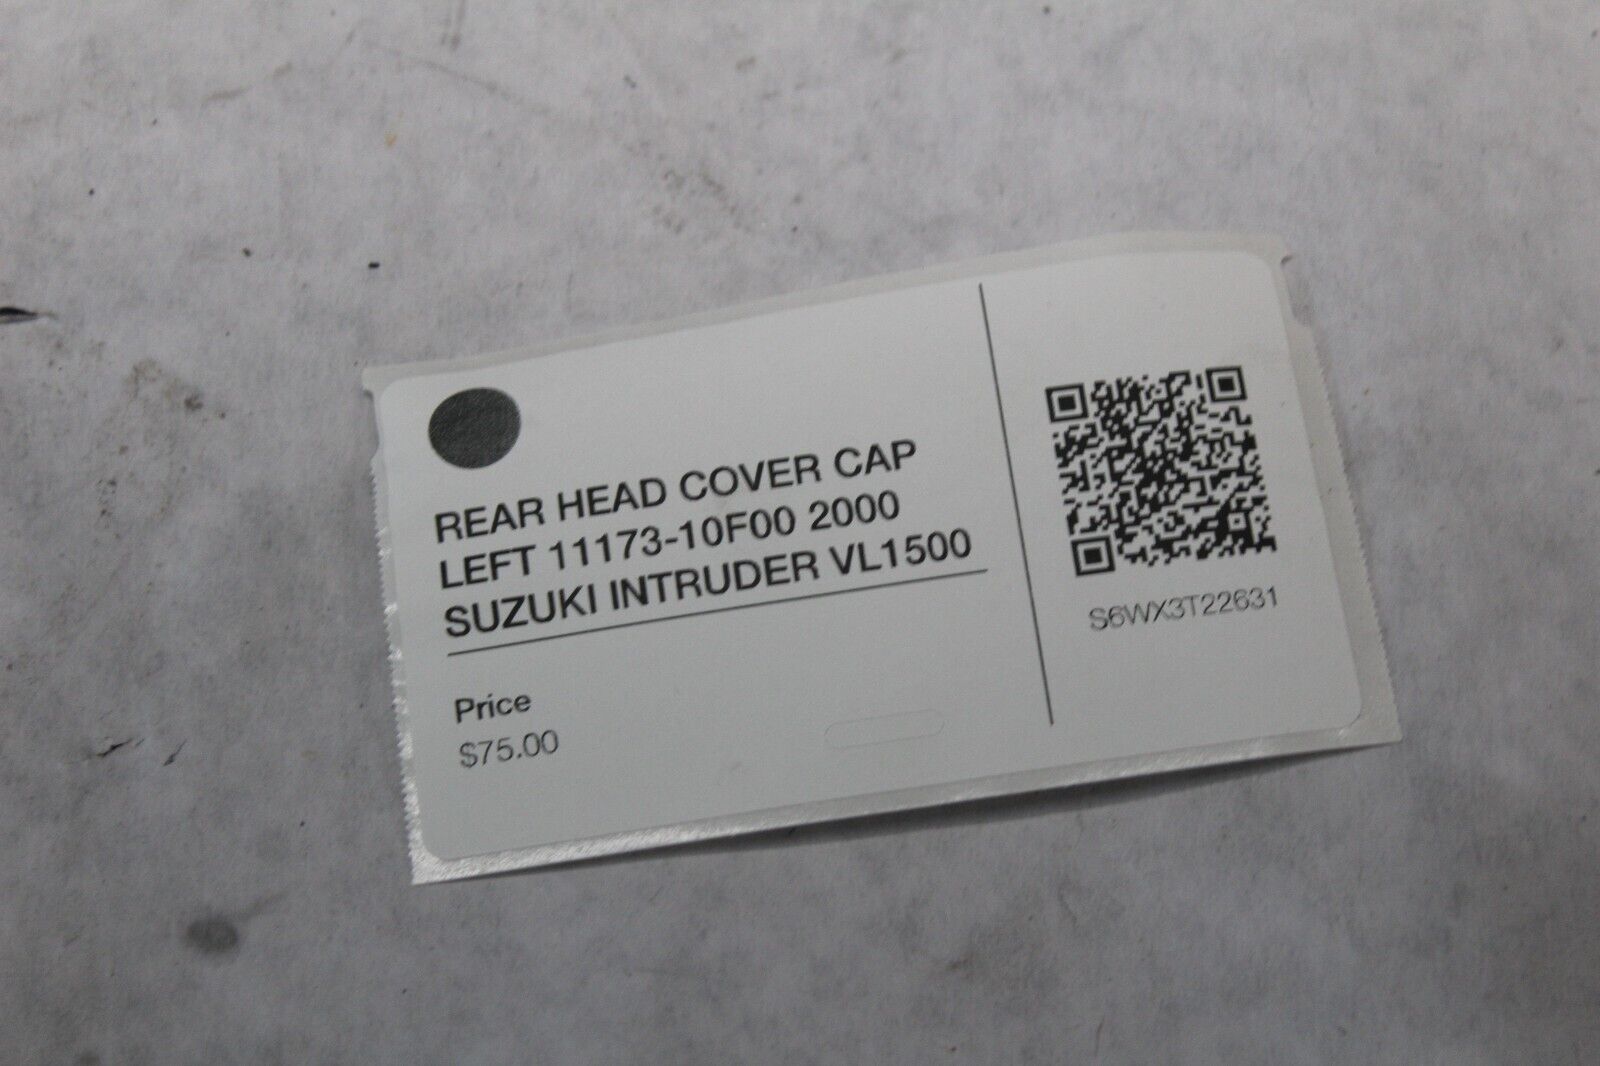 REAR HEAD COVER CAP
LEFT 11173-10F00 2000
SUZUKI INTRUDER VL1500
Price
$75.00
S6WX3T22631